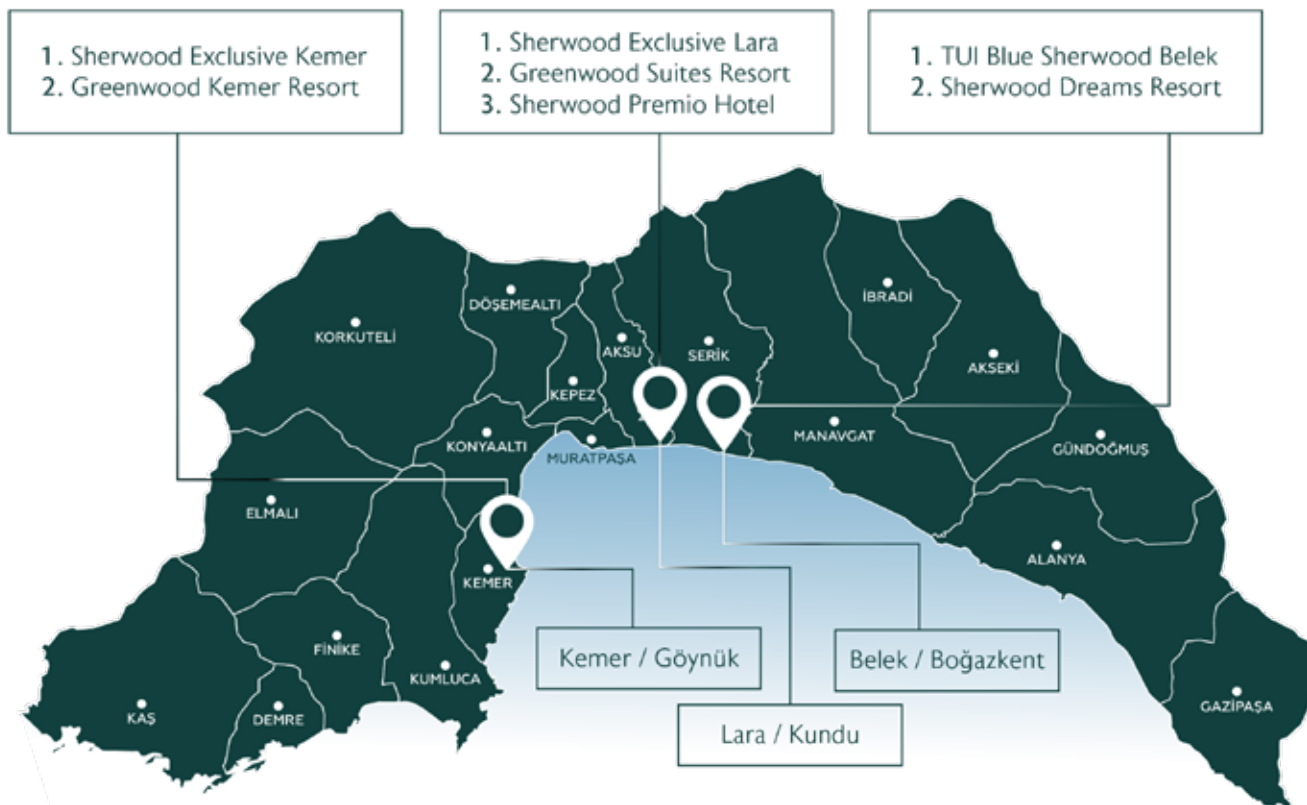 1. Sherwood Exclusive Kemer
2. Greenwood Kemer Resort
1. Sherwood Exclusive Lara
2. Greenwood Suites Resort
3. Sherwood Premio Hotel
1. TUI Blue Sherwood Belek
2. Sherwood Dreams Resort
KORKUTELİ
DÖŞEMEALTI
AKSU
SERİK
İBRADİ
AKSEKİ
KEPEZ
KONYAALTI
MURATPAŞA
MANAVGAT
GÜNDOĞMUŞ
ELMALI
KEMER
ALANYA
FİNİKE
KUMLUCA
KAŞ
DEMRE
GAZİPAŞA
Kemer / Göynük
Belek / Boğazkent
Lara / Kundu